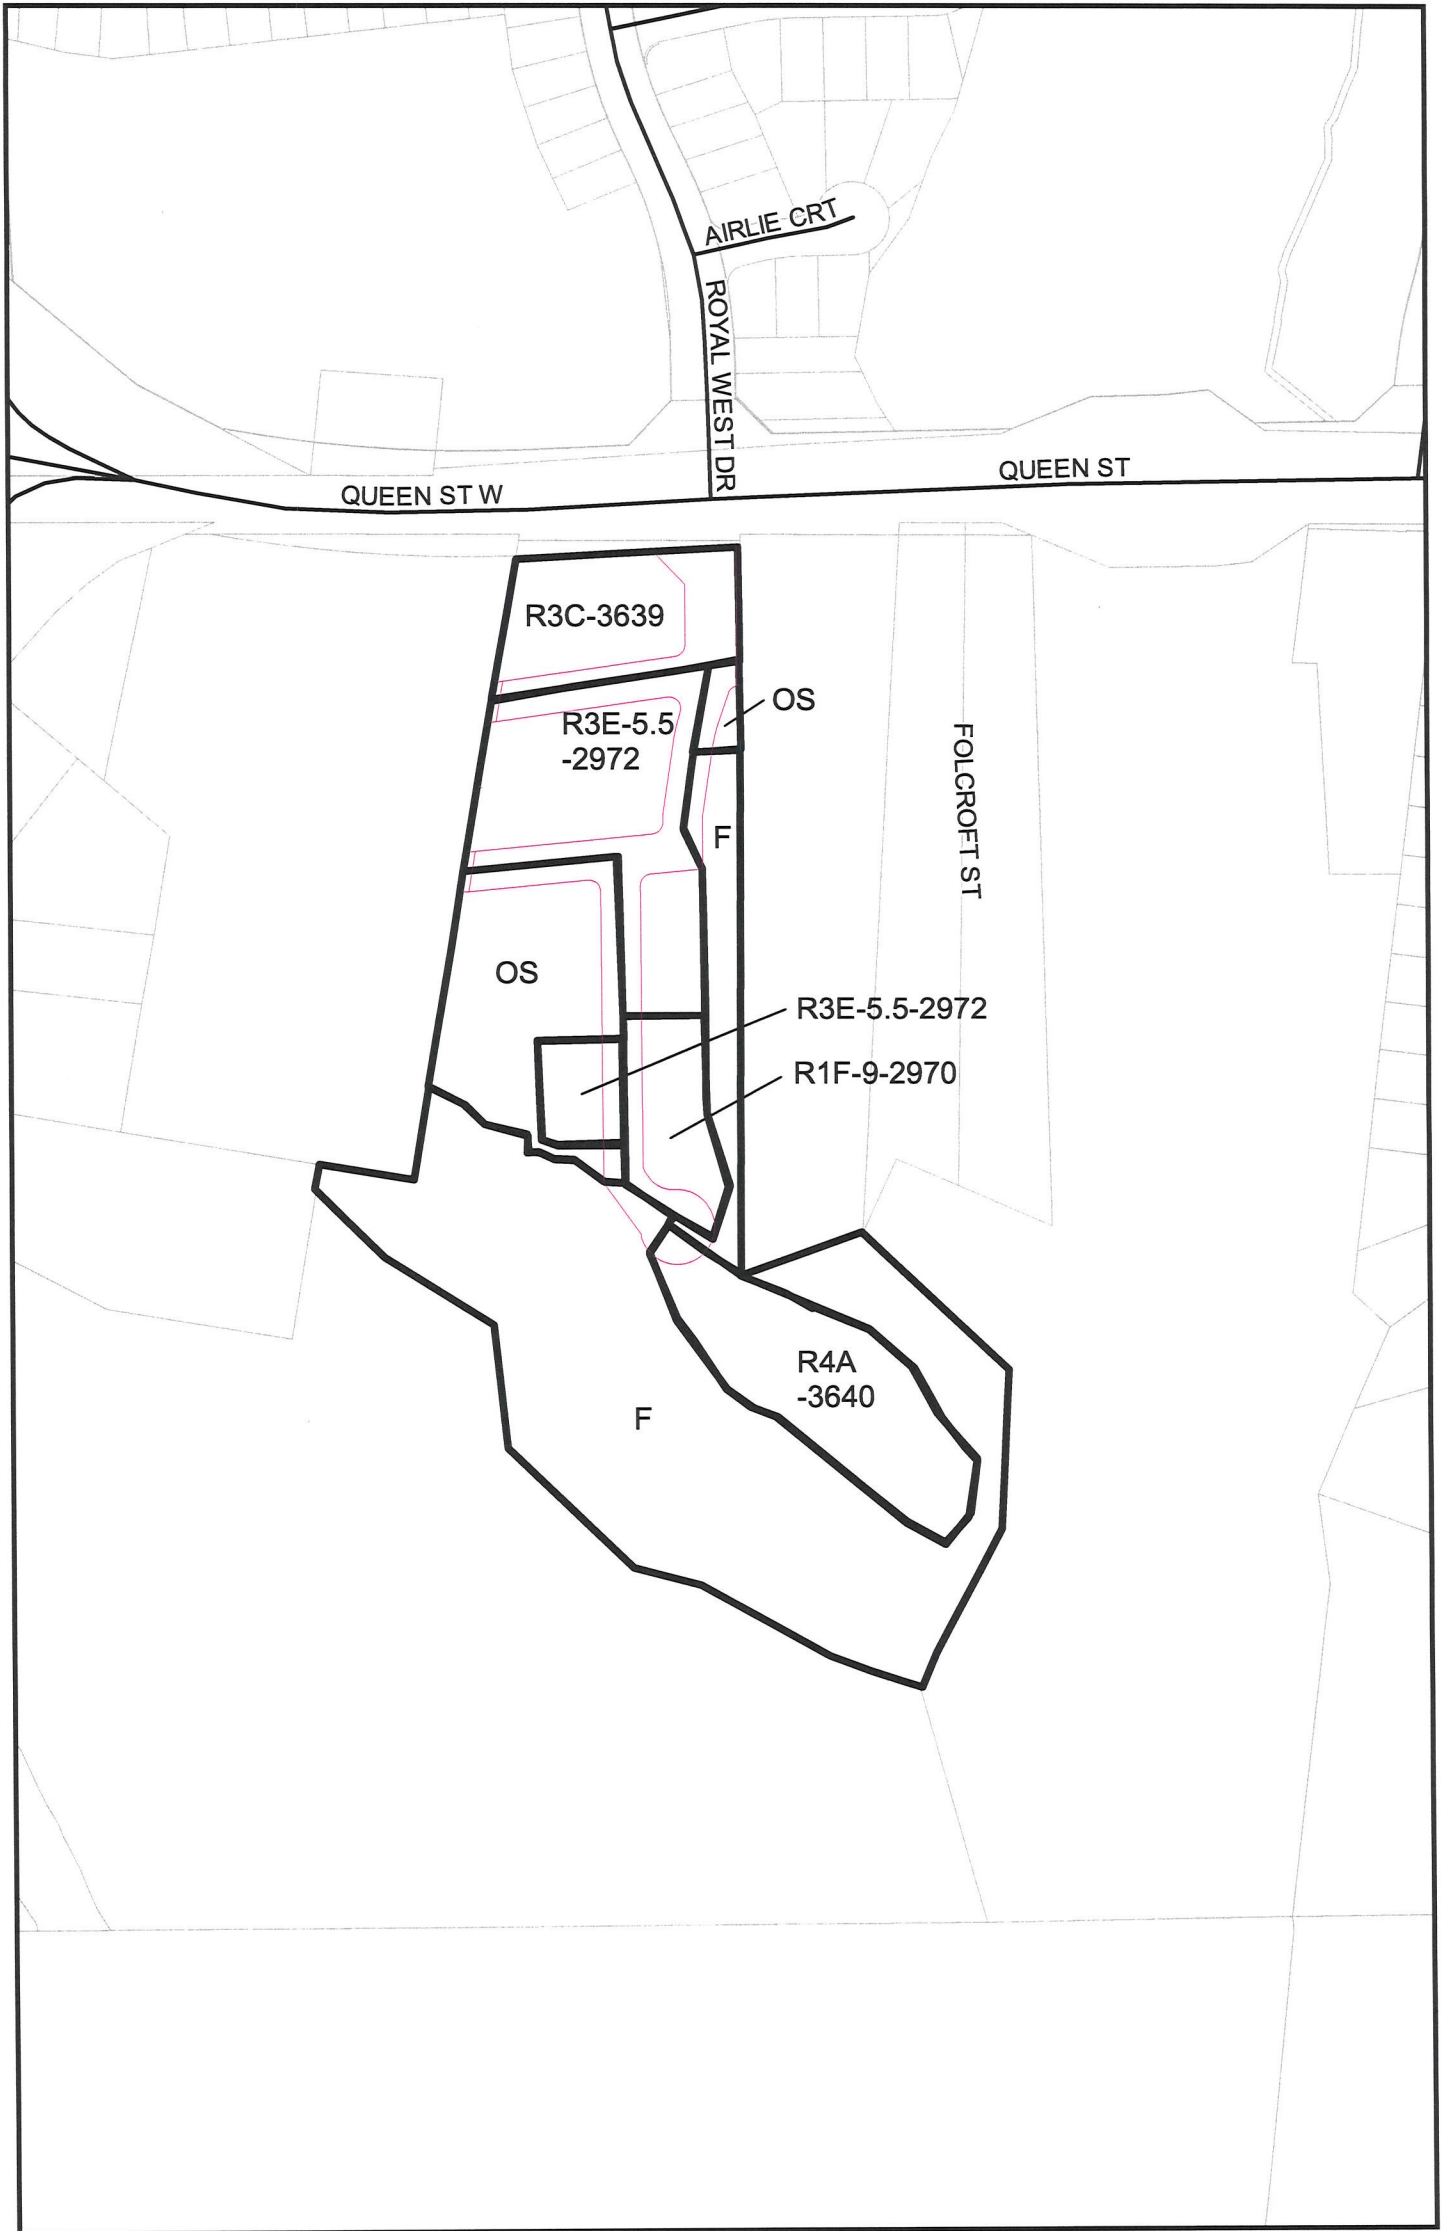 AIRLIE CRT
ROYAL WEST DR
QUEEN ST
QUEEN ST W
R3C-3639
OS
R3E-5.5
-2972
FOLCROFT ST
F
OS
R3E-5.5-2972
R1F-9-2970
R4A
-3640
F